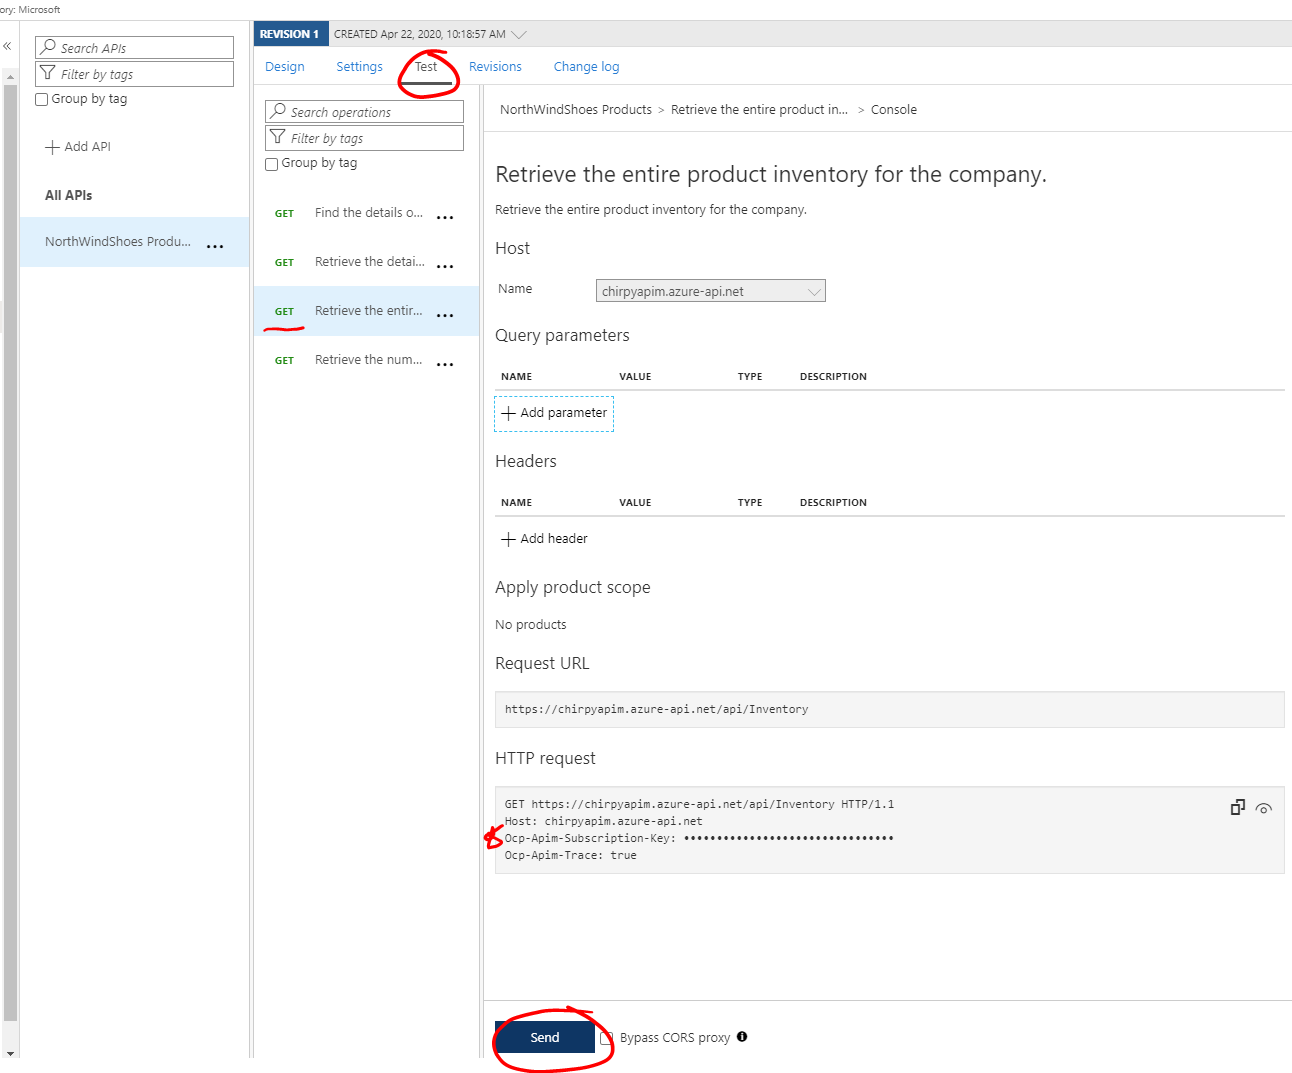 ory: Microsoft
«
Search APIs
Filter by tags
Group by tag
Add API
All APIs
NorthWindShoes Produ... ...
REVISION 1 CREATED Apr 22, 2020, 10:18:57 AM
Design Settings Test Revisions Change log
Search operations
Filter by tags
Group by tag
GET Find the details o... ...
GET Retrieve the detai... ...
GET Retrieve the entir... ...
GET Retrieve the num... ...
NorthWindShoes Products > Retrieve the entire product in... > Console
Retrieve the entire product inventory for the company.
Retrieve the entire product inventory for the company.
Host
Name chirpyapim.azure-api.net
Query parameters
NAME VALUE TYPE DESCRIPTION
Add parameter
Headers
NAME VALUE TYPE DESCRIPTION
Add header
Apply product scope
No products
Request URL
https://chirpyapim.azure-api.net/api/Inventory
HTTP request
GET https://chirpyapim.azure-api.net/api/Inventory HTTP/1.1
Host: chirpyapim.azure-api.net
Ocp-Apim-Subscription-Key: ••••••••••••••••••••••••••••••••
Ocp-Apim-Trace: true
Send Bypass CORS proxy